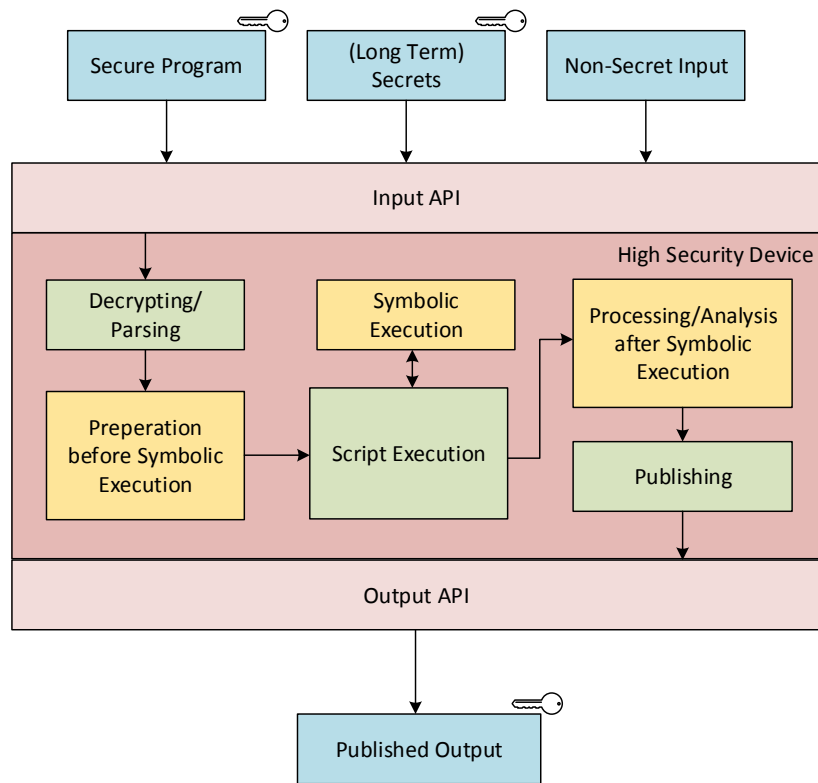 Secure Program
(Long Term)
Secrets
Non-Secret Input
Input API
High Security Device
Decrypting/
Parsing
Symbolic
Execution
Processing/Analysis
after Symbolic
Execution
Preperation
before Symbolic
Execution
Script Execution
Publishing
Output API
Published Output